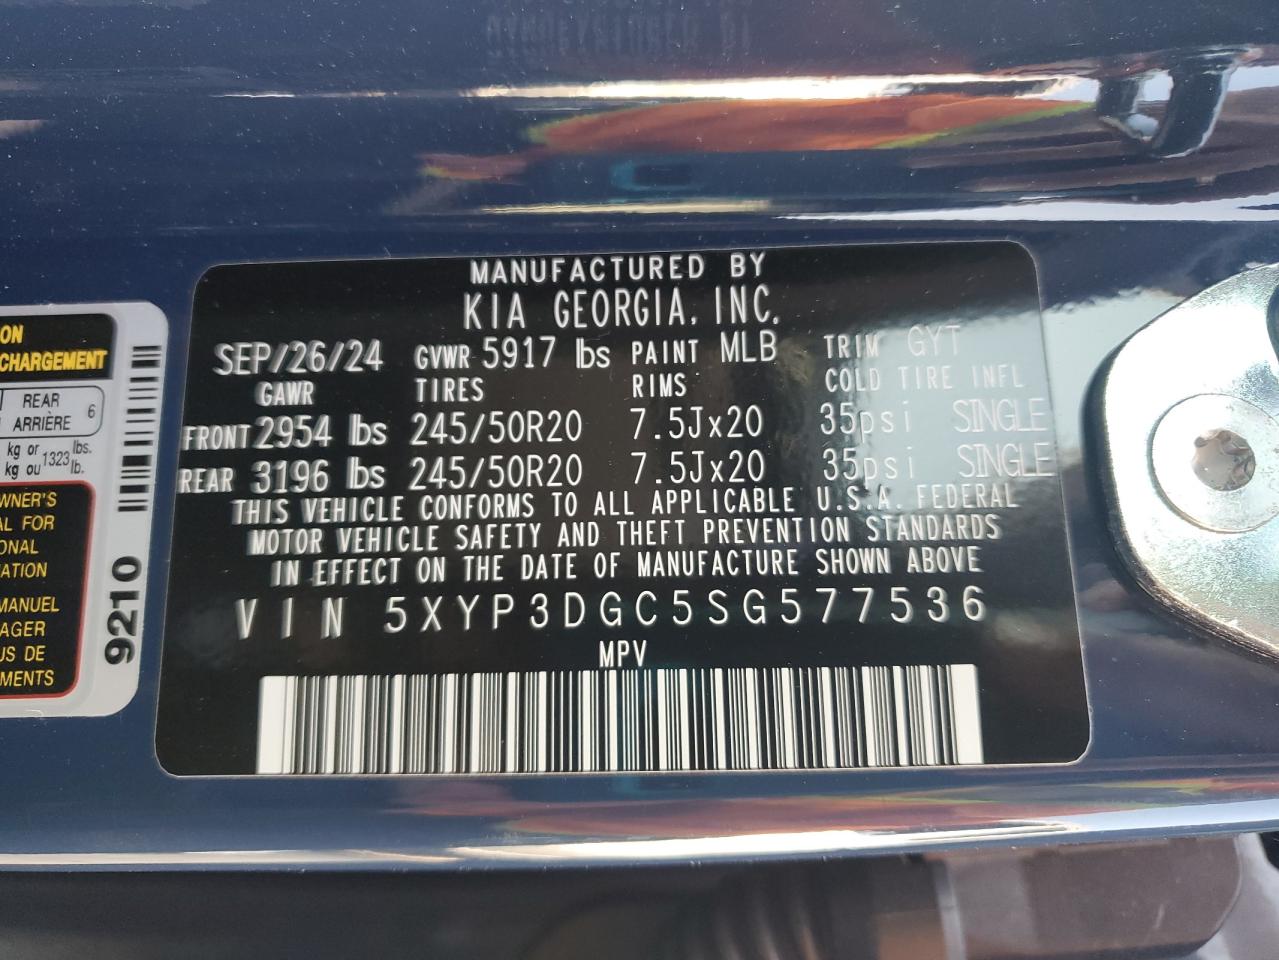 MANUFACTURED BY
KIA GEORGIA, INC.
SEP/26/24 GVWR 5917 lbs PAINT MLB TRIM GYT
GAWR TIRES RIMS COLD TIRE INFL
FRONT 2954 lbs 245/50R20 7.5Jx20 35psi SINGLE
REAR 3196 lbs 245/50R20 7.5Jx20 35psi SINGLE
THIS VEHICLE CONFORMS TO ALL APPLICABLE U.S.A. FEDERAL
MOTOR VEHICLE SAFETY AND THEFT PREVENTION STANDARDS
IN EFFECT ON THE DATE OF MANUFACTURE SHOWN ABOVE
VIN 5XYP3DGC5SG577536
MPV
ON
CHARGEMENT
REAR 6
ARRIÈRE
kg or 1323 lbs.
kg ou lb.
OWNER'S
AL FOR
ONAL
MATION
MANUEL
AGER
US DE
EMENTS
9210